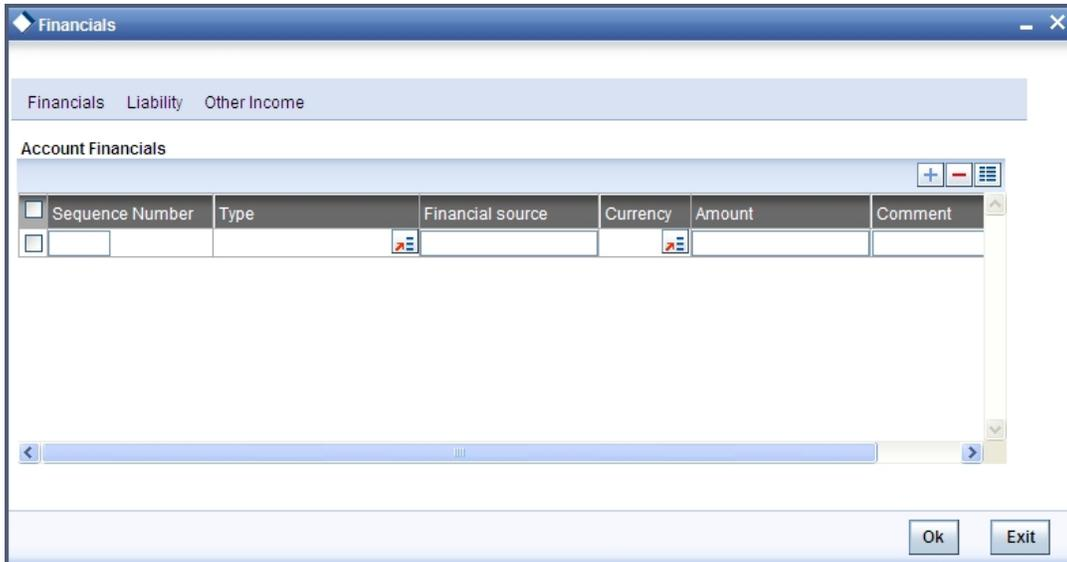 Financials
Financials Liability Other Income
Account Financials
Sequence Number Type Financial source Currency Amount Comment
Ok Exit